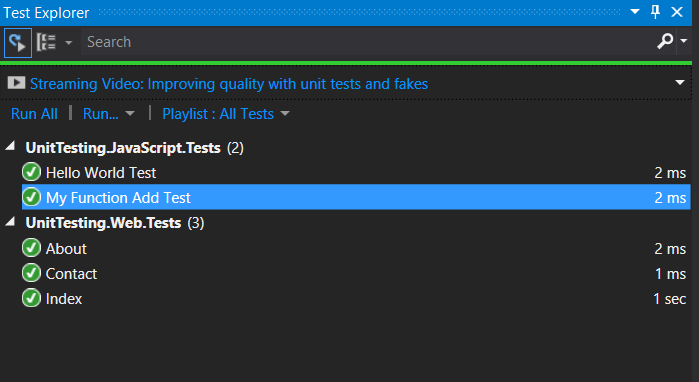 Test Explorer
Search
Streaming Video: Improving quality with unit tests and fakes
Run All | Run... Playlist : All Tests
UnitTesting.JavaScript.Tests (2)
Hello World Test 2 ms
My Function Add Test 2 ms
UnitTesting.Web.Tests (3)
About 2 ms
Contact 1 ms
Index 1 sec